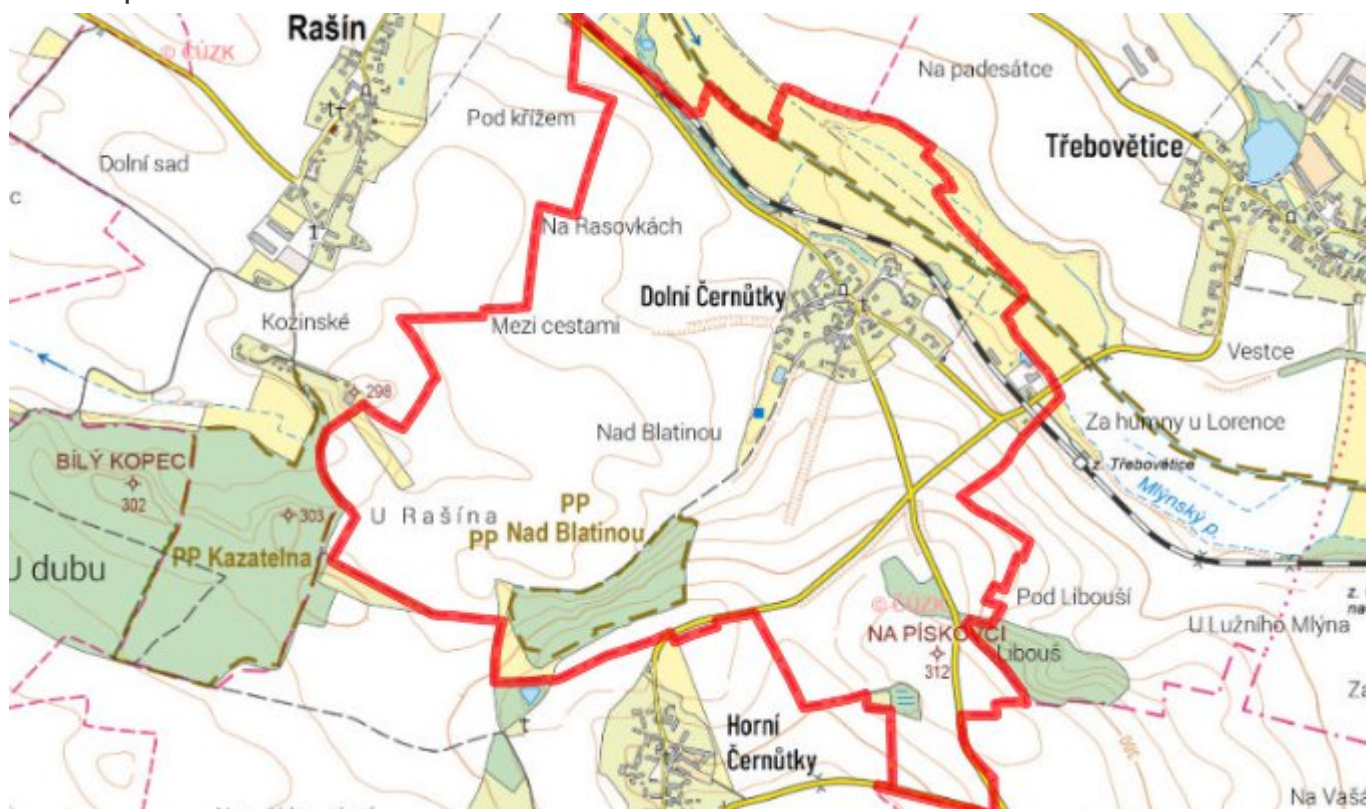 Rašín
© ČÚZK
Na padesátce
Pod křížem
Třebovětice
Dolní sad
c
Na Rasovkách
Dolní Černůtky
Kozinské
Mezi cestami
Vestce
298
Za humny u Lorence
Nad Blatinou
BÍLÝ KOPEC
z. Třebovětice
302
303
U Rašína
PP
Nad Blatinou
PP
Mlýnský p.
PP Kazatelna
U dubu
© ČÚZK
Pod Libouší
z.
U Lužního Mlýna
NA PÍSKOVCI
Libouš
312
Horní
Černůtky
300
Na Vaš